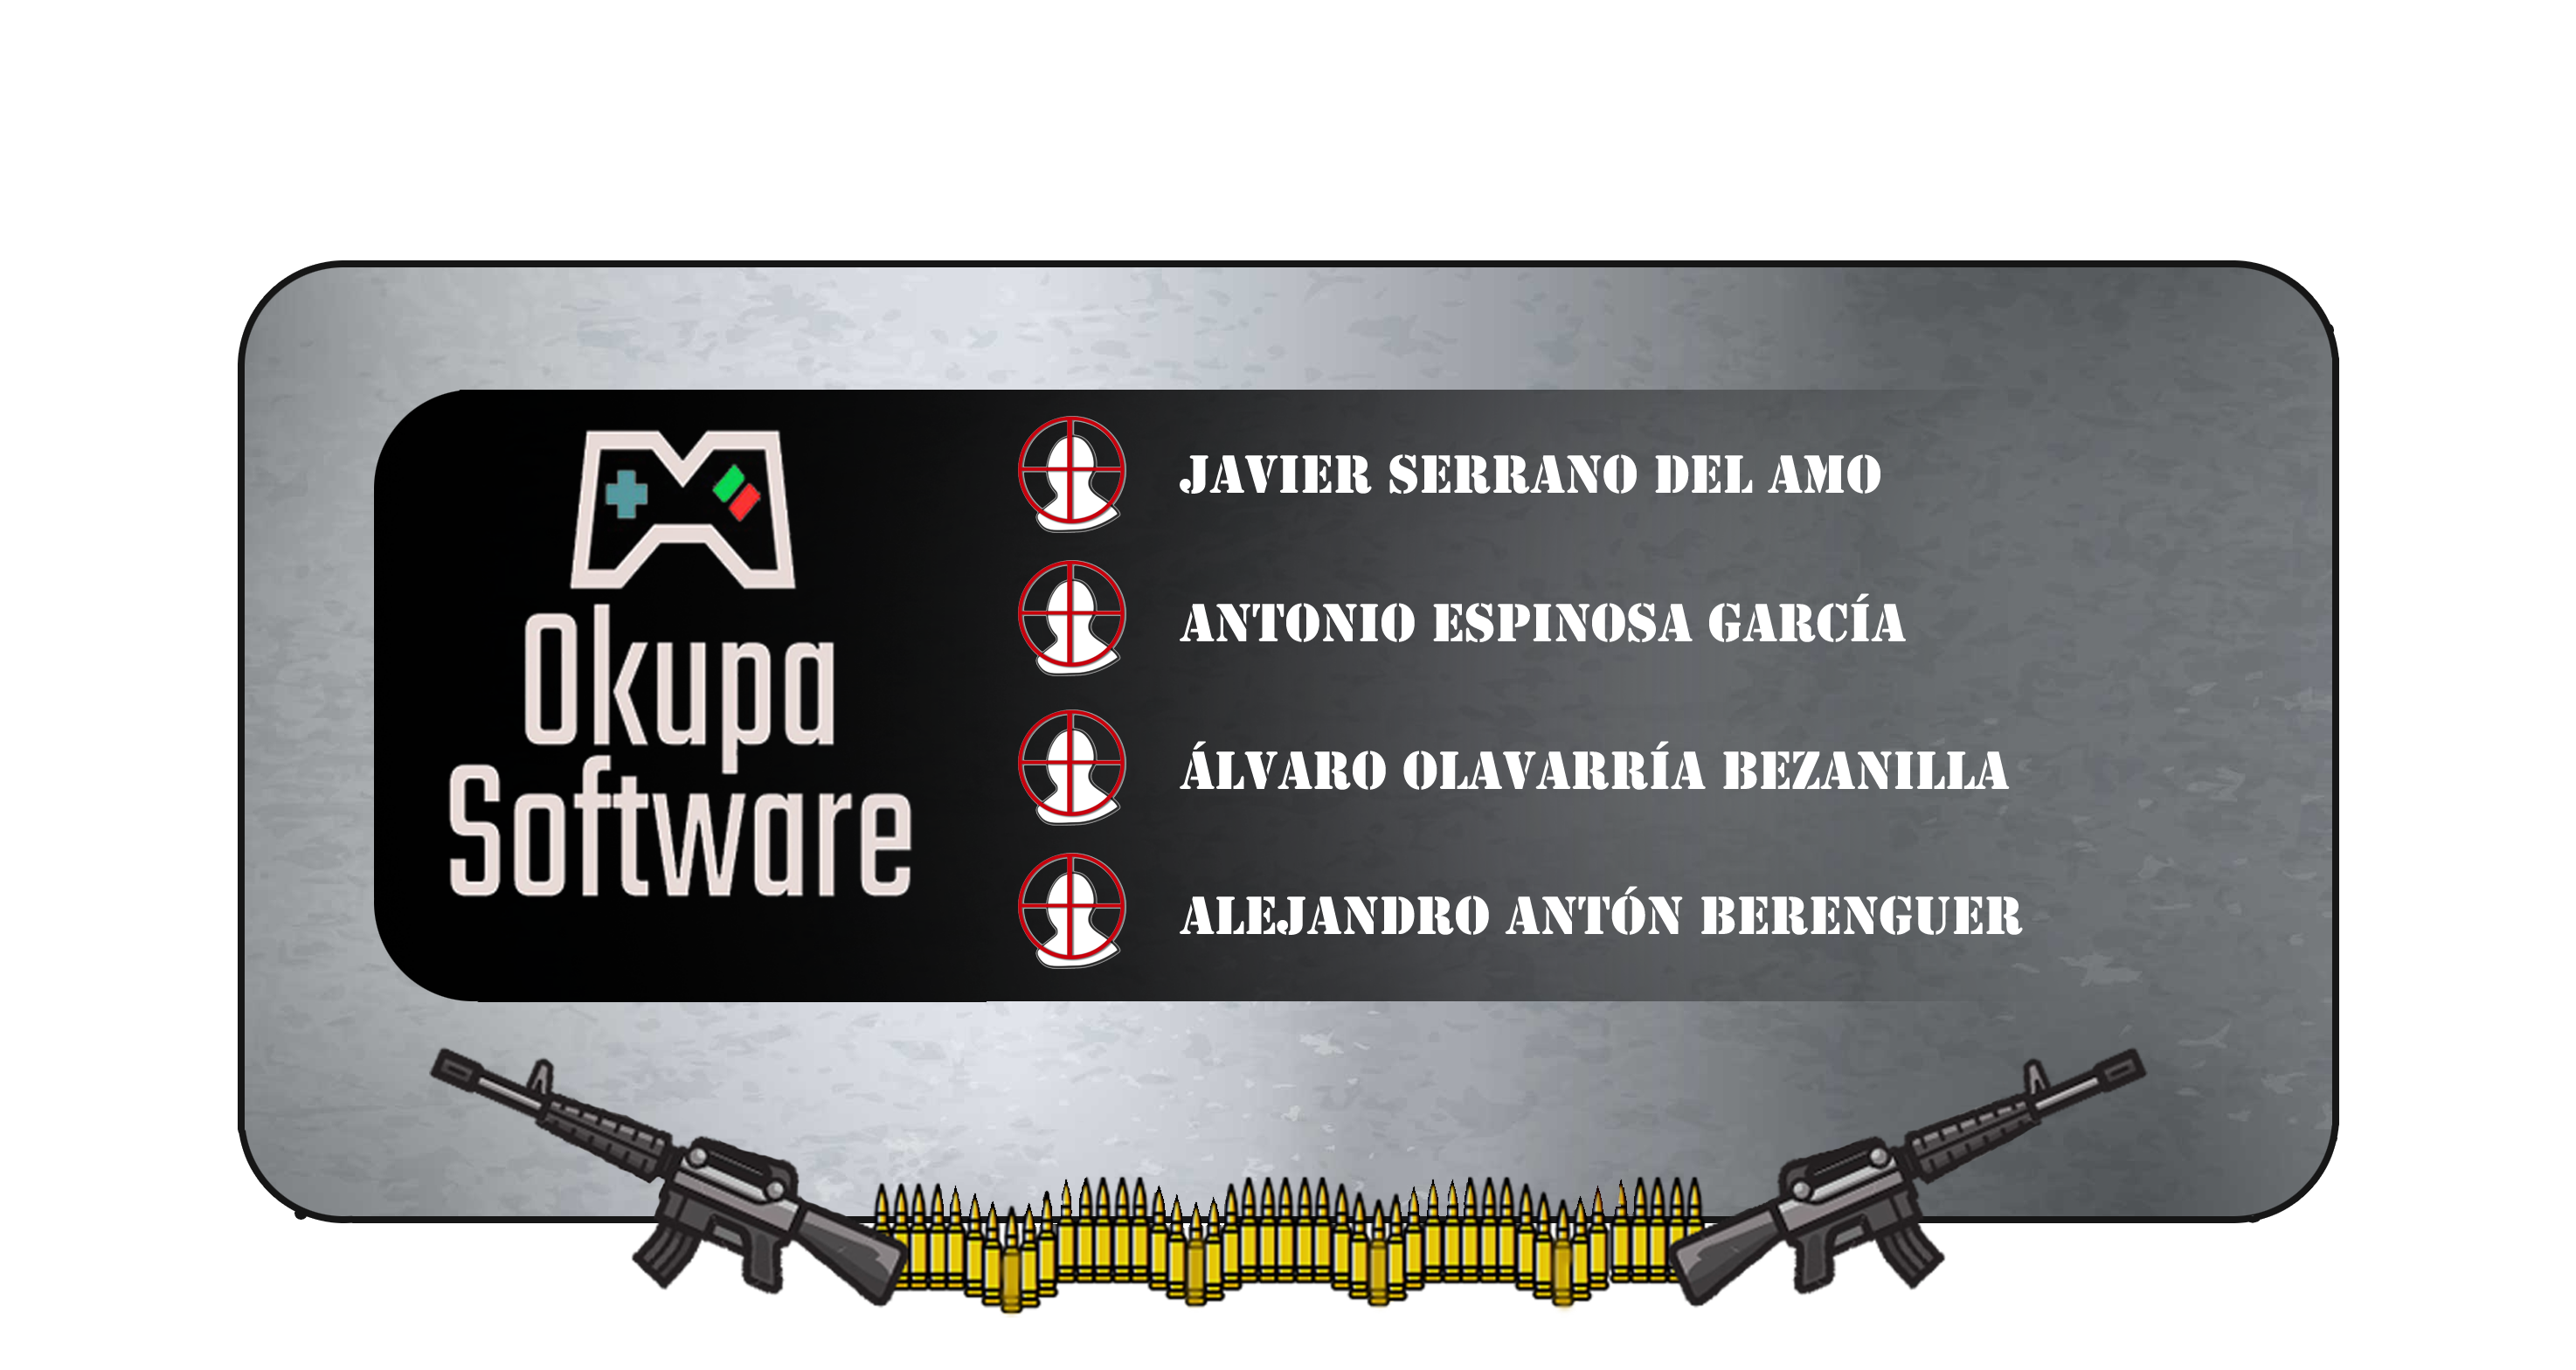 Okupa
Software
JAVIER SERRANO DEL AMO
ANTONIO ESPINOSA GARCÍA
ÁLVARO OLAVARRÍA BEZANILLA
ALEJANDRO ANTÓN BERENGUER